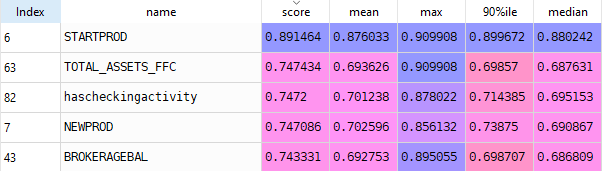 Index name score mean max 90%ile median
6 STARTPROD 0.891464 0.876033 0.909908 0.899672 0.880242
63 TOTAL_ASSETS_FFC 0.747434 0.693626 0.909908 0.69857 0.687631
82 hascheckingactivity 0.7472 0.701238 0.878022 0.714385 0.695153
7 NEWPROD 0.747086 0.702596 0.856132 0.73875 0.690867
43 BROKERAGEBAL 0.743331 0.692753 0.895055 0.698707 0.686809